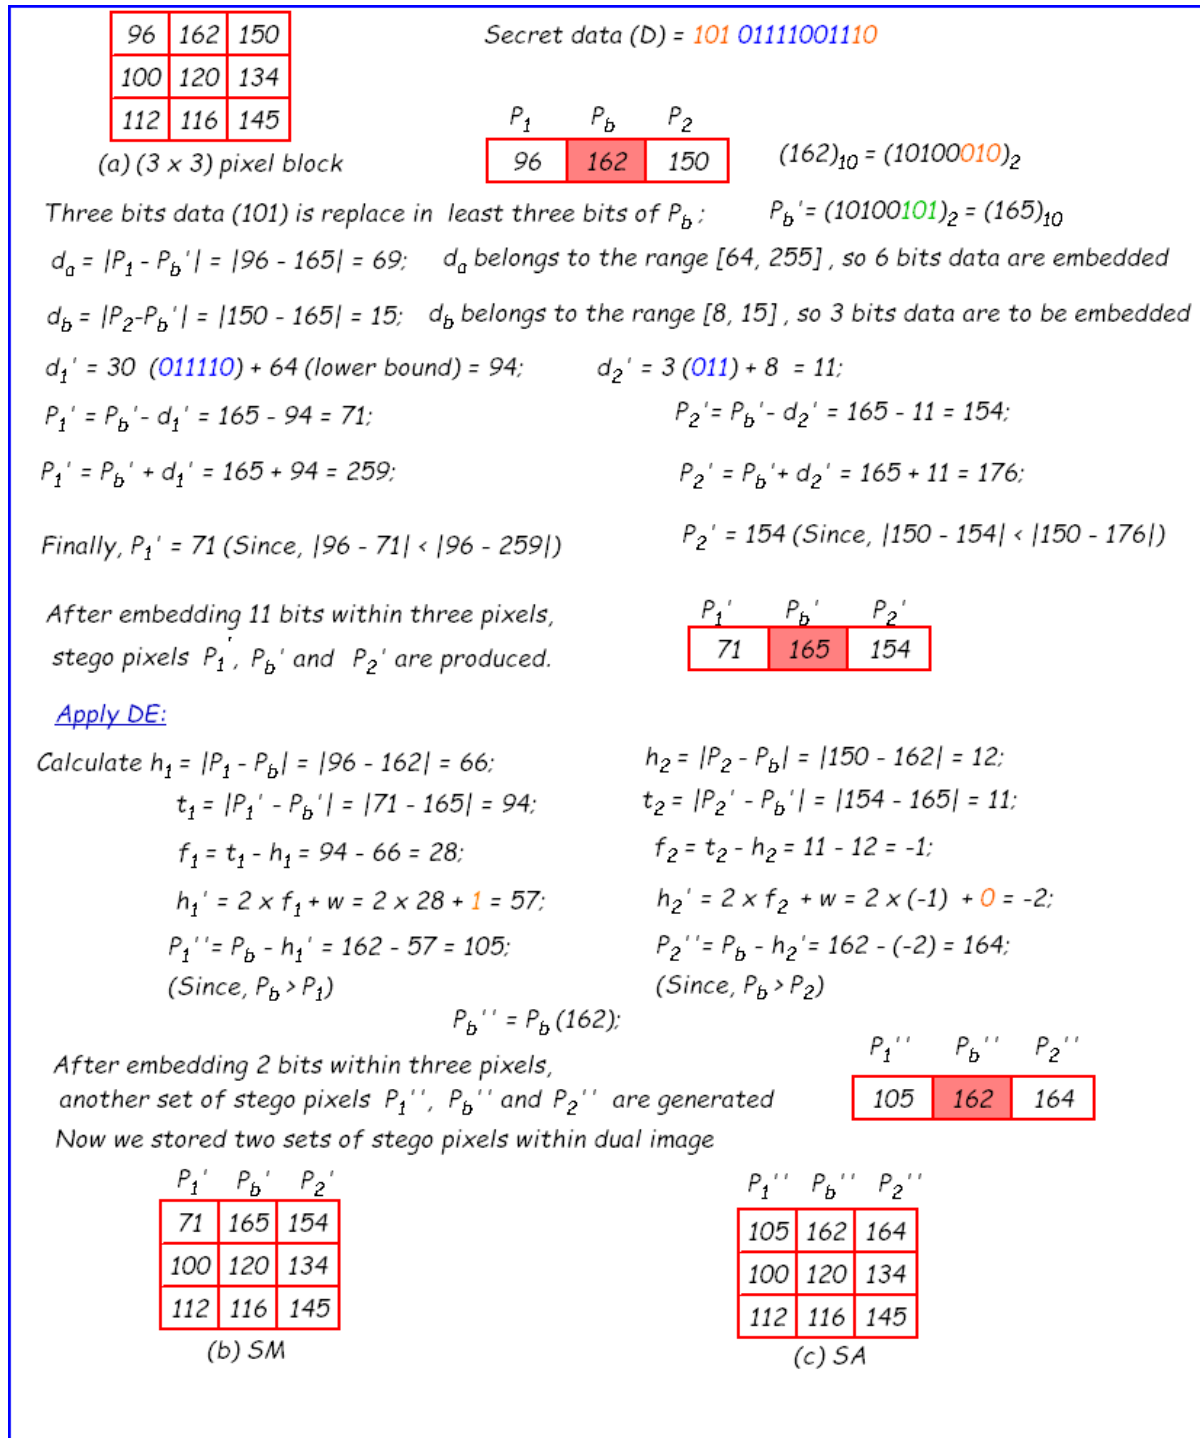 96 162 150
100 120 134
112 116 145
(a) (3 x 3) pixel block
Secret data (D) = 101 01111001110
P1 Pb P2
96 162 150
(162)10 = (10100010)2
Three bits data (101) is replace in least three bits of Pb; Pb' = (10100101)2 = (165)10
da = |P1 - Pb'| = |96 - 165| = 69; da belongs to the range [64, 255] , so 6 bits data are embedded
db = |P2-Pb'| = |150 - 165| = 15; db belongs to the range [8, 15] , so 3 bits data are to be embedded
d1' = 30 (011110) + 64 (lower bound) = 94; d2' = 3 (011) + 8 = 11;
P1' = Pb' - d1' = 165 - 94 = 71; P2' = Pb' - d2' = 165 - 11 = 154;
P1' = Pb' + d1' = 165 + 94 = 259; P2' = Pb' + d2' = 165 + 11 = 176;
Finally, P1' = 71 (Since, |96 - 71| < |96 - 259|) P2' = 154 (Since, |150 - 154| < |150 - 176|)
After embedding 11 bits within three pixels,
stego pixels P1', Pb' and P2' are produced.
P1' Pb' P2'
71 165 154
Apply DE:
Calculate h1 = |P1 - Pb| = |96 - 162| = 66; h2 = |P2 - Pb| = |150 - 162| = 12;
t1 = |P1' - Pb'| = |71 - 165| = 94; t2 = |P2' - Pb'| = |154 - 165| = 11;
f1 = t1 - h1 = 94 - 66 = 28; f2 = t2 - h2 = 11 - 12 = -1;
h1' = 2 x f1 + w = 2 x 28 + 1 = 57; h2' = 2 x f2 + w = 2 x (-1) + 0 = -2;
P1'' = Pb - h1' = 162 - 57 = 105; P2'' = Pb - h2' = 162 - (-2) = 164;
(Since, Pb > P1) (Since, Pb > P2)
Pb'' = Pb (162);
After embedding 2 bits within three pixels,
another set of stego pixels P1'', Pb'' and P2'' are generated
P1'' Pb'' P2''
105 162 164
Now we stored two sets of stego pixels within dual image
P1' Pb' P2'
71 165 154
100 120 134
112 116 145
(b) SM
P1'' Pb'' P2''
105 162 164
100 120 134
112 116 145
(c) SA